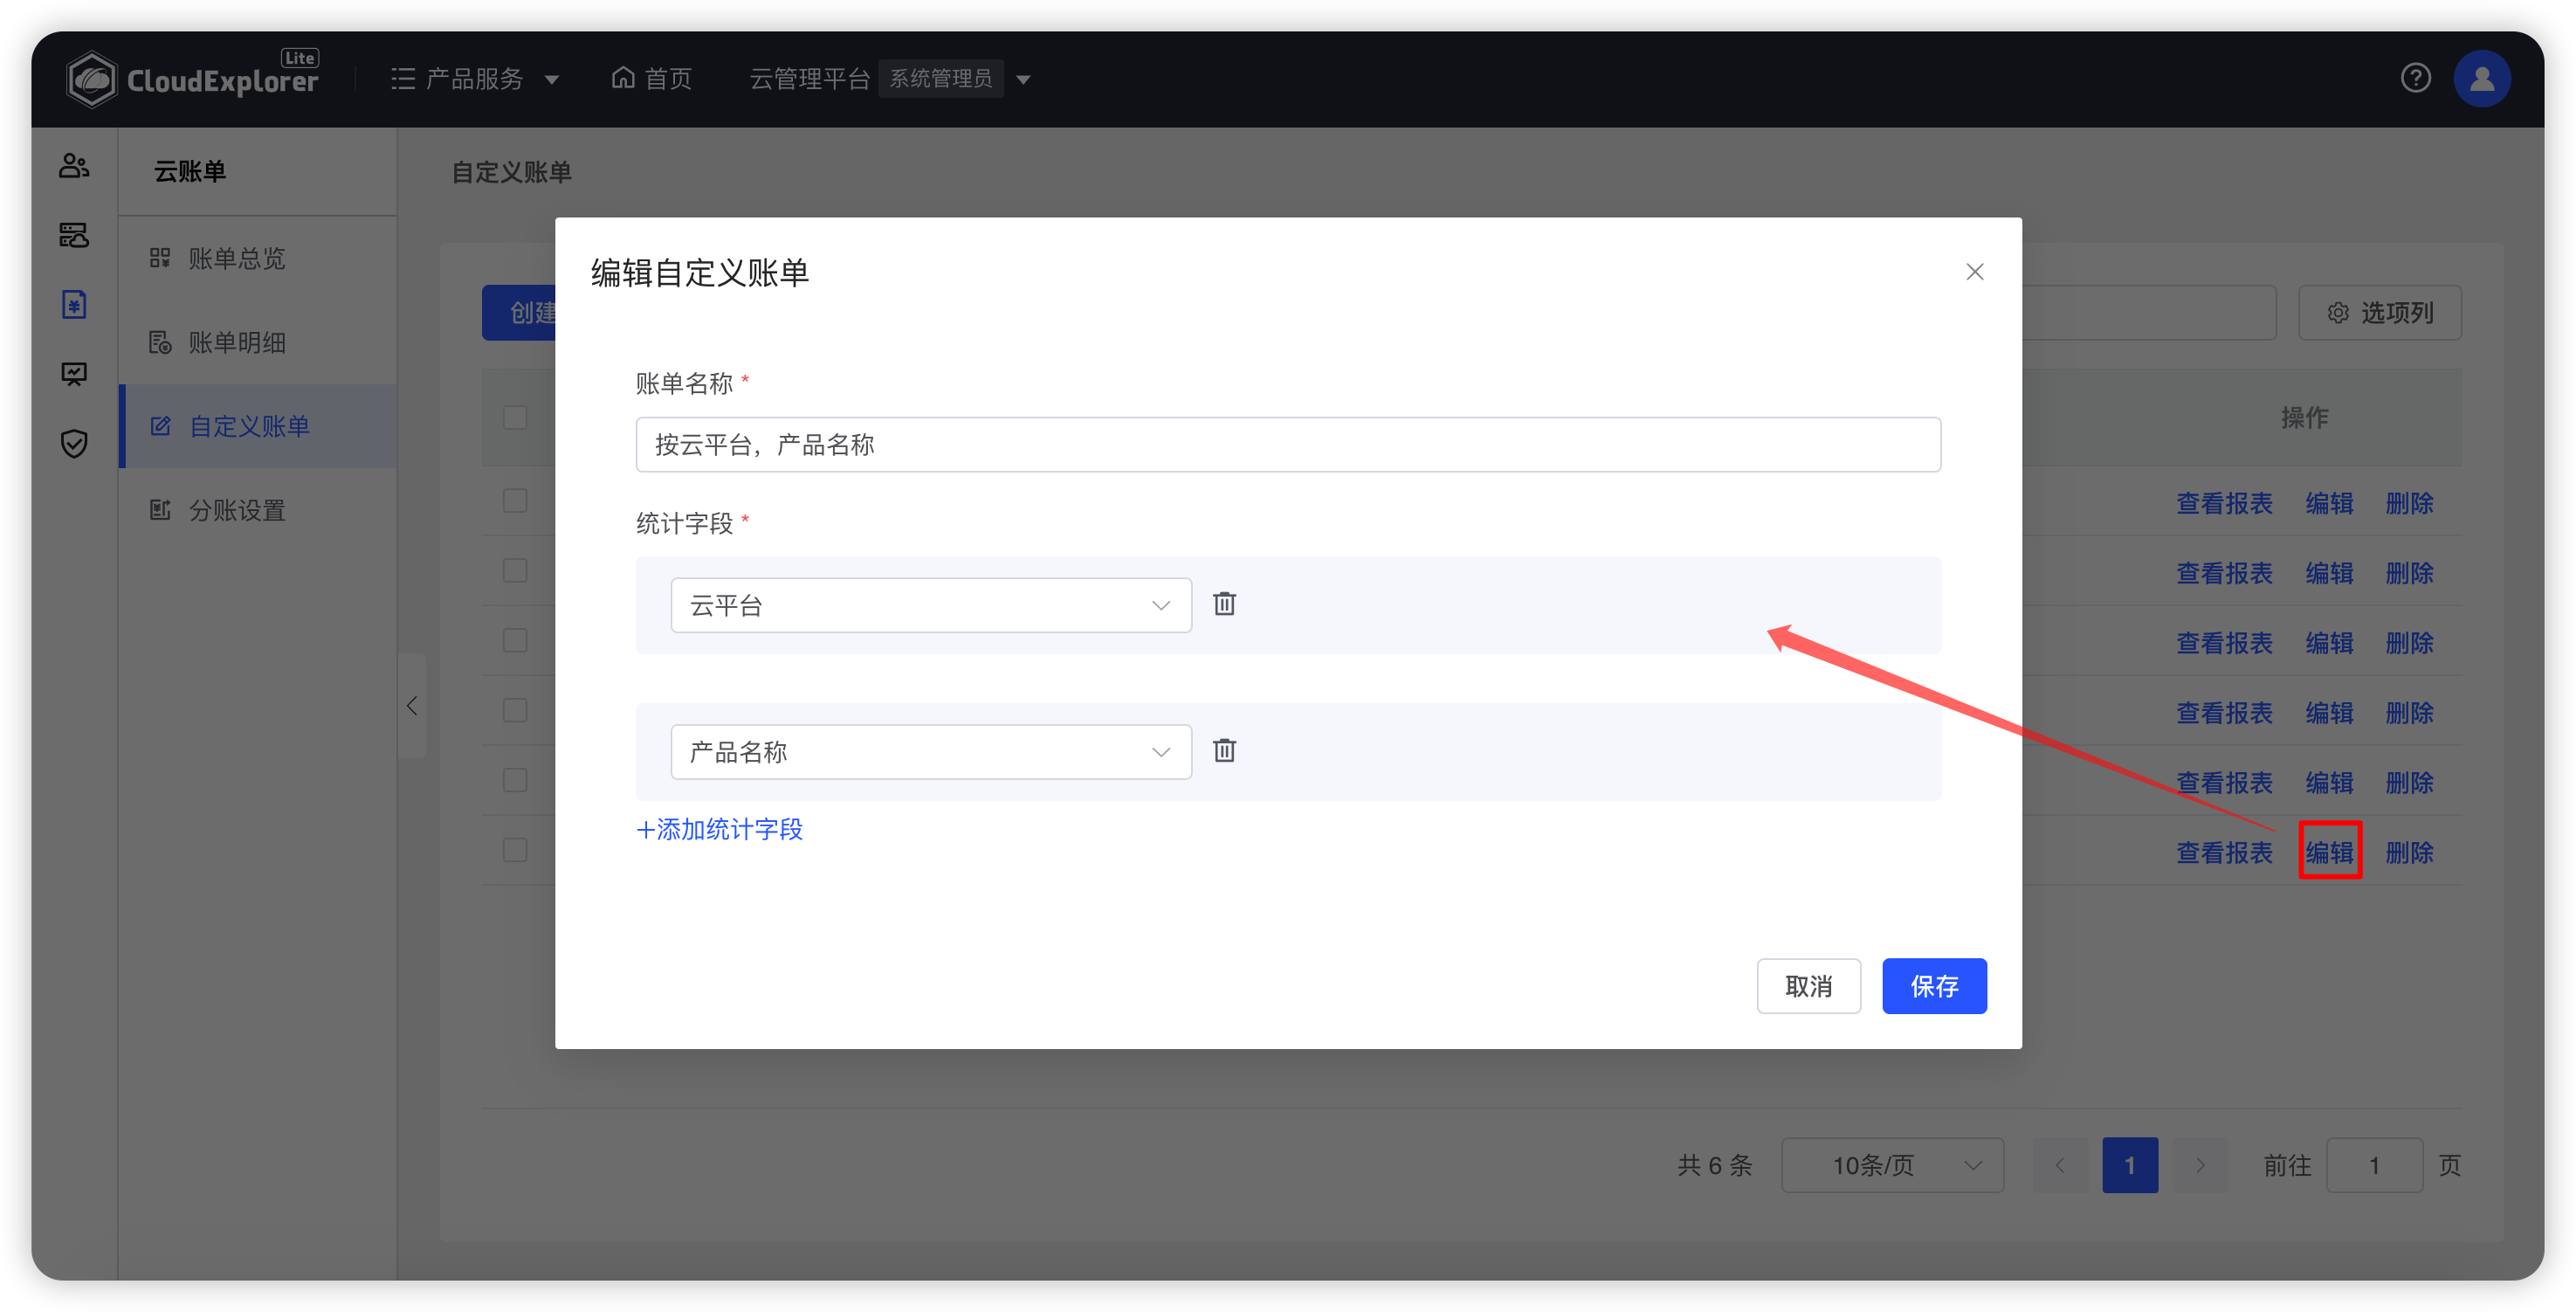 CloudExplorer Lite
产品服务
首页
云管理平台 系统管理员
云账单
账单总览
账单明细
自定义账单
分账设置
自定义账单
创建
选项列
操作
查看报表 编辑 删除
查看报表 编辑 删除
查看报表 编辑 删除
查看报表 编辑 删除
查看报表 编辑 删除
查看报表 编辑 删除
编辑自定义账单
账单名称 *
按云平台，产品名称
统计字段 *
云平台
产品名称
+添加统计字段
取消 保存
共 6 条 10条/页 1 前往 1 页